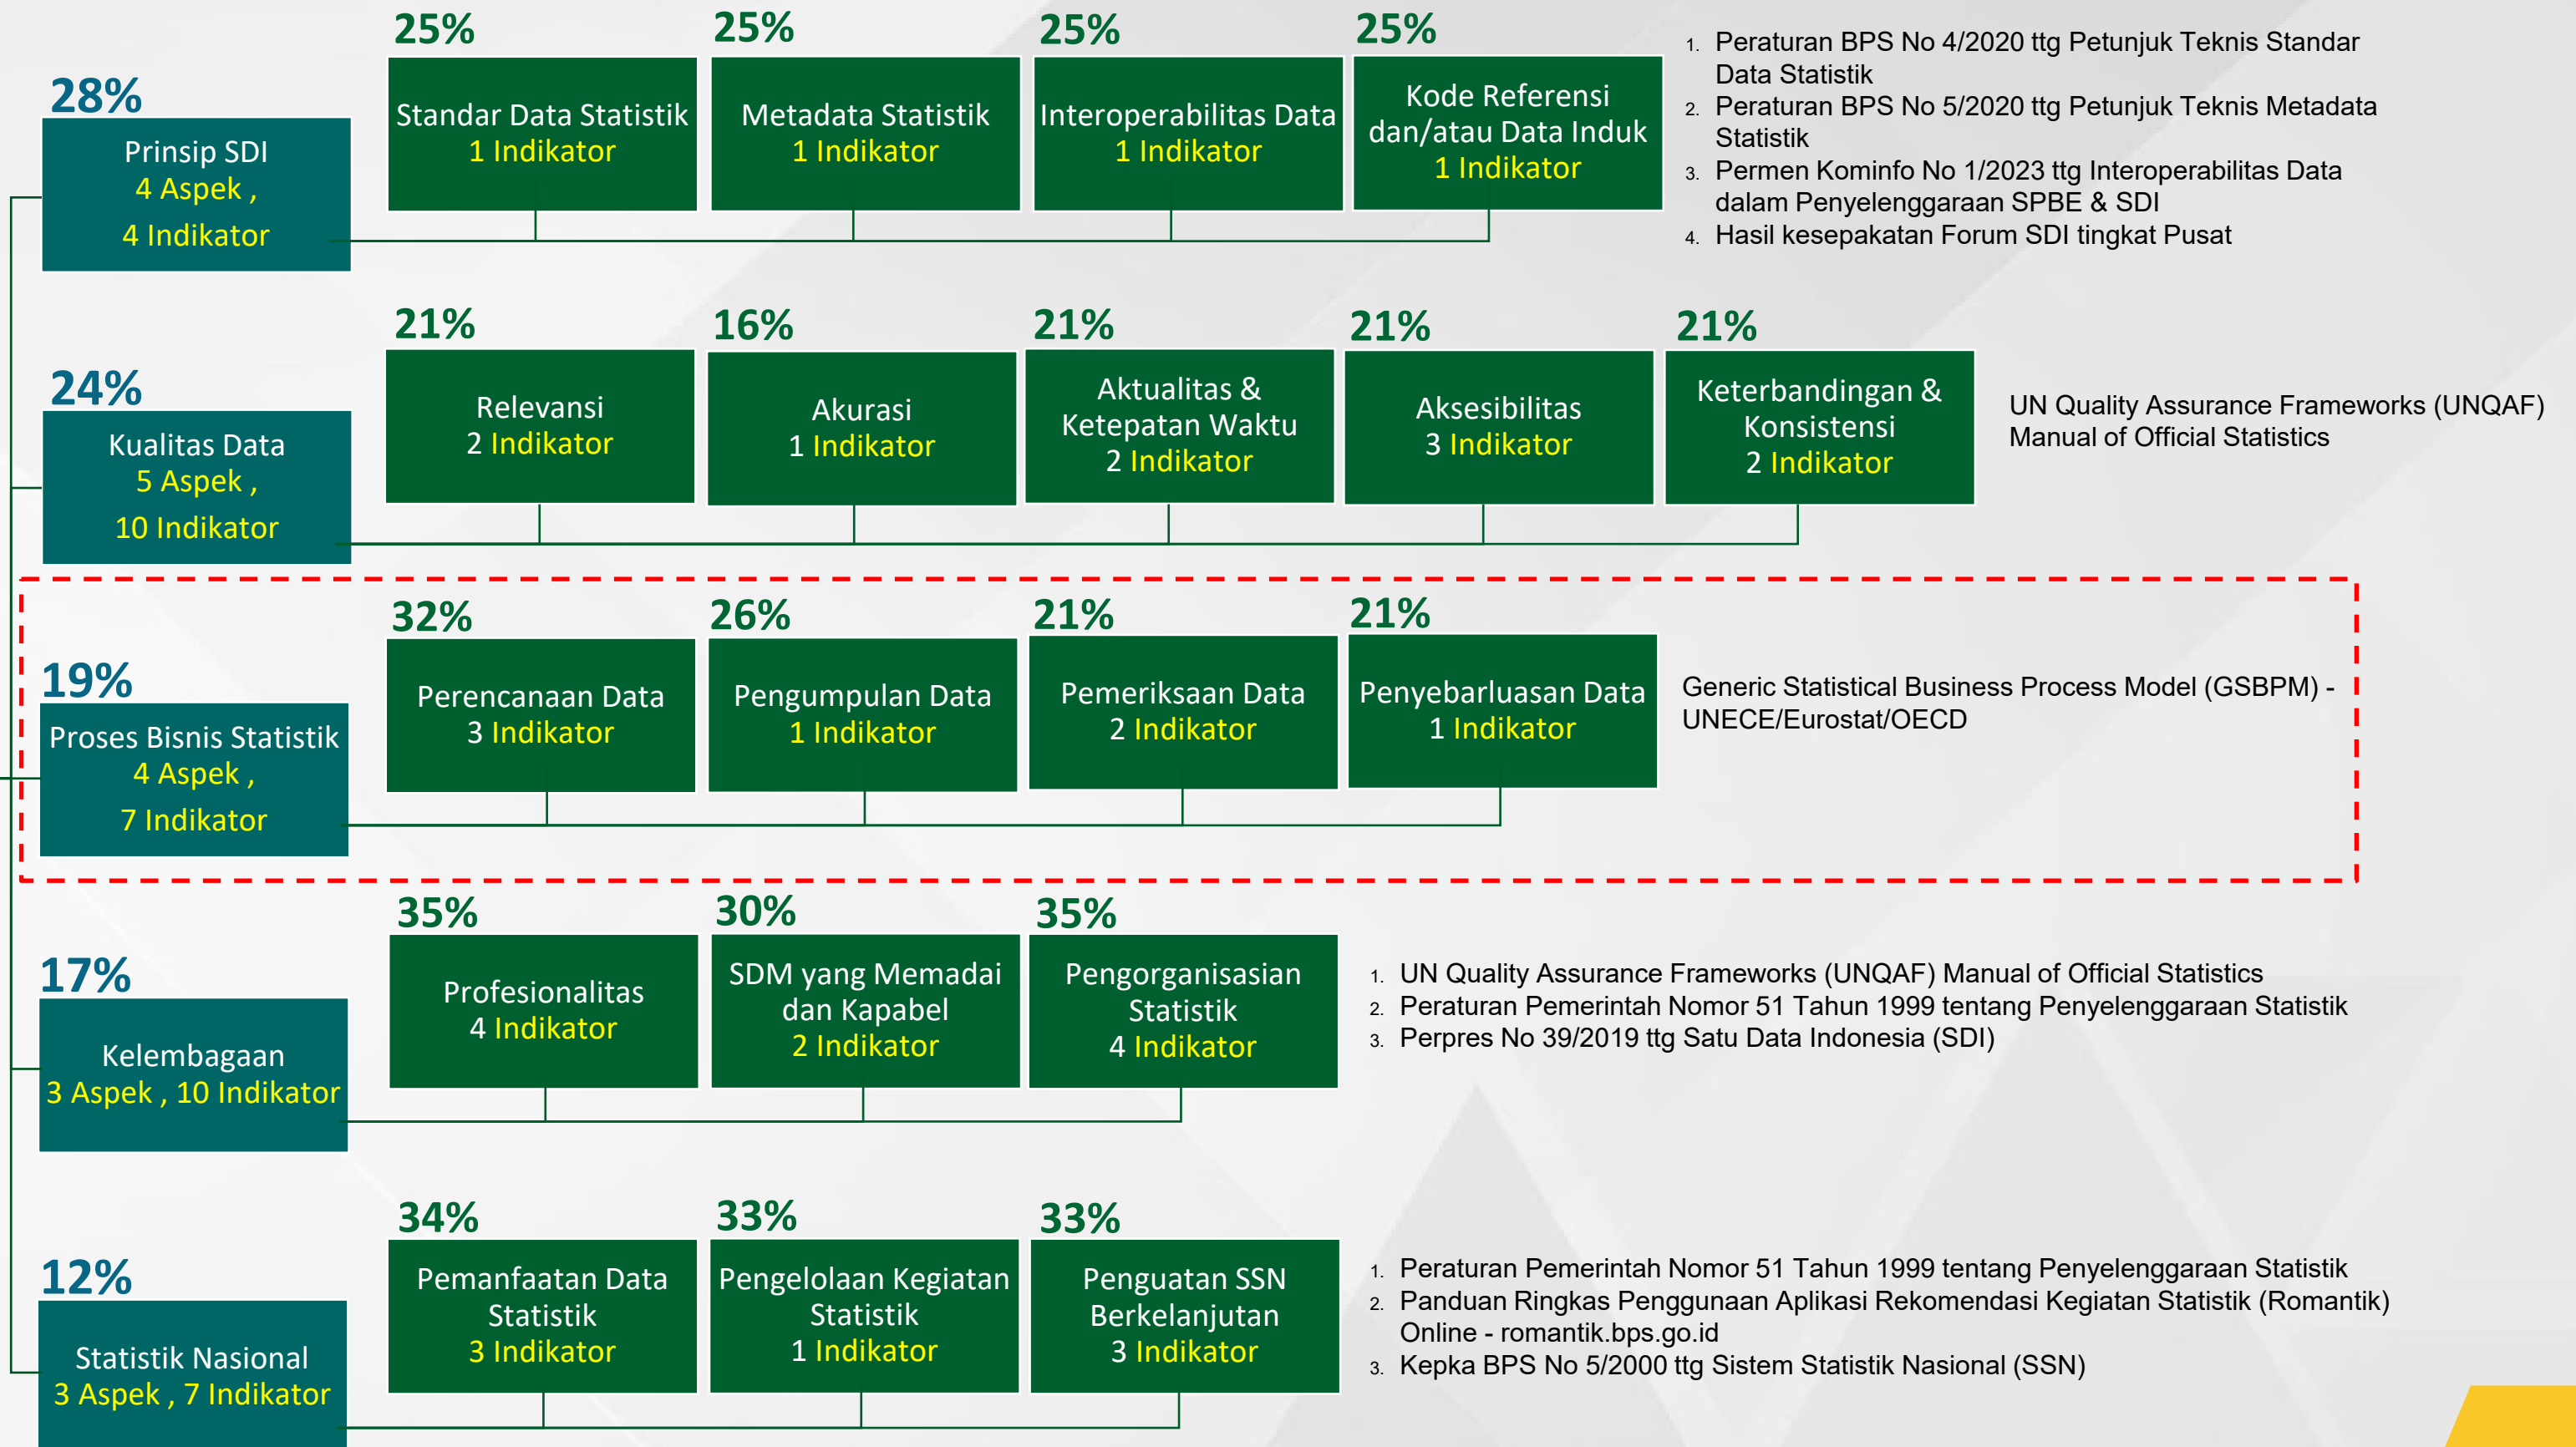 25%
25%
25%
25%
28%
Prinsip SDI
4 Aspek ,
4 Indikator
Standar Data Statistik
1 Indikator
Metadata Statistik
1 Indikator
Interoperabilitas Data
1 Indikator
Kode Referensi
dan/atau Data Induk
1 Indikator
1. Peraturan BPS No 4/2020 ttg Petunjuk Teknis Standar
Data Statistik
2. Peraturan BPS No 5/2020 ttg Petunjuk Teknis Metadata
Statistik
3. Permen Kominfo No 1/2023 ttg Interoperabilitas Data
dalam Penyelenggaraan SPBE & SDI
4. Hasil kesepakatan Forum SDI tingkat Pusat
21%
16%
21%
21%
21%
24%
Kualitas Data
5 Aspek ,
10 Indikator
Relevansi
2 Indikator
Akurasi
1 Indikator
Aktualitas &
Ketepatan Waktu
2 Indikator
Aksesibilitas
3 Indikator
Keterbandingan &
Konsistensi
2 Indikator
UN Quality Assurance Frameworks (UNQAF)
Manual of Official Statistics
32%
26%
21%
21%
19%
Proses Bisnis Statistik
4 Aspek ,
7 Indikator
Perencanaan Data
3 Indikator
Pengumpulan Data
1 Indikator
Pemeriksaan Data
2 Indikator
Penyebarluasan Data
1 Indikator
Generic Statistical Business Process Model (GSBPM) -
UNECE/Eurostat/OECD
35%
30%
35%
17%
Kelembagaan
3 Aspek , 10 Indikator
Profesionalitas
4 Indikator
SDM yang Memadai
dan Kapabel
2 Indikator
Pengorganisasian
Statistik
4 Indikator
1. UN Quality Assurance Frameworks (UNQAF) Manual of Official Statistics
2. Peraturan Pemerintah Nomor 51 Tahun 1999 tentang Penyelenggaraan Statistik
3. Perpres No 39/2019 ttg Satu Data Indonesia (SDI)
34%
33%
33%
12%
Statistik Nasional
3 Aspek , 7 Indikator
Pemanfaatan Data
Statistik
3 Indikator
Pengelolaan Kegiatan
Statistik
1 Indikator
Penguatan SSN
Berkelanjutan
3 Indikator
1. Peraturan Pemerintah Nomor 51 Tahun 1999 tentang Penyelenggaraan Statistik
2. Panduan Ringkas Penggunaan Aplikasi Rekomendasi Kegiatan Statistik (Romantik)
Online - romantik.bps.go.id
3. Kepka BPS No 5/2000 ttg Sistem Statistik Nasional (SSN)